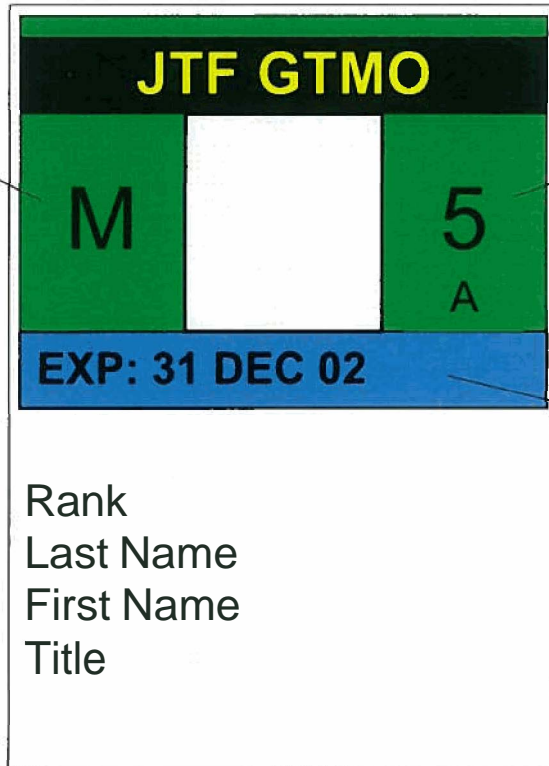 JTF GTMO
M
5
A
EXP: 31 DEC 02
Rank
Last Name
First Name
Title